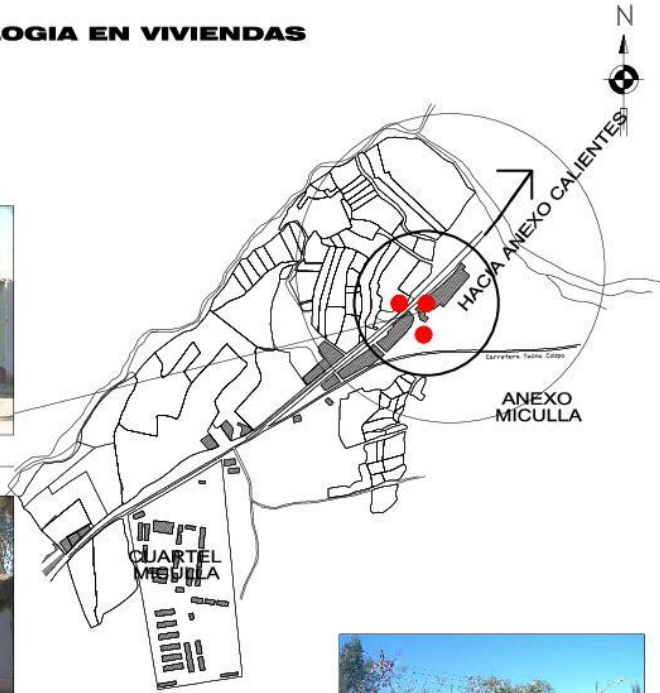 LOGIA EN VIVIENDAS
N
HACIA ANEXO CALIENTES
Carretera Tacna Collpa
ANEXO
MICULLA
CUARTEL
MICULLA